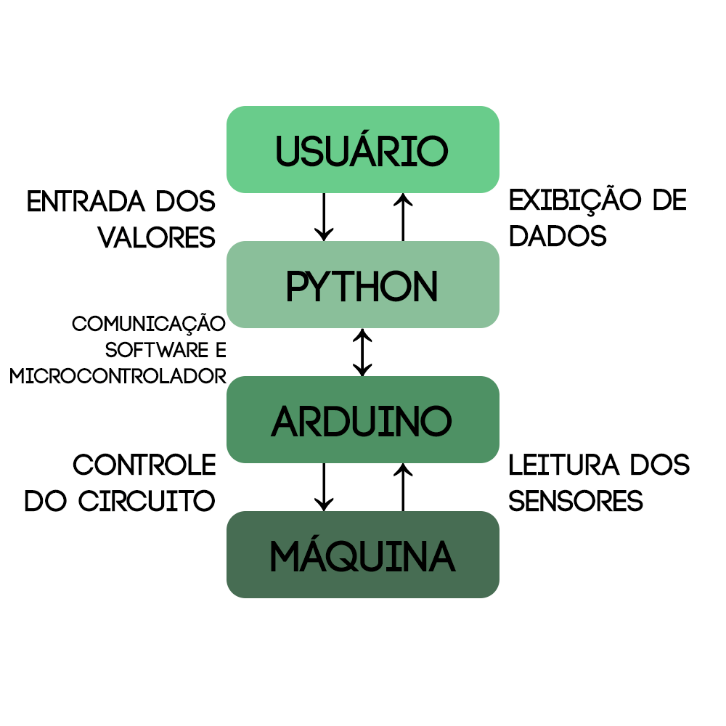 USUÁRIO
ENTRADA DOS
VALORES
EXIBIÇÃO DE
DADOS
PYTHON
COMUNICAÇÃO
SOFTWARE E
MICROCONTROLADOR
ARDUINO
CONTROLE
DO CIRCUITO
LEITURA DOS
SENSORES
MÁQUINA